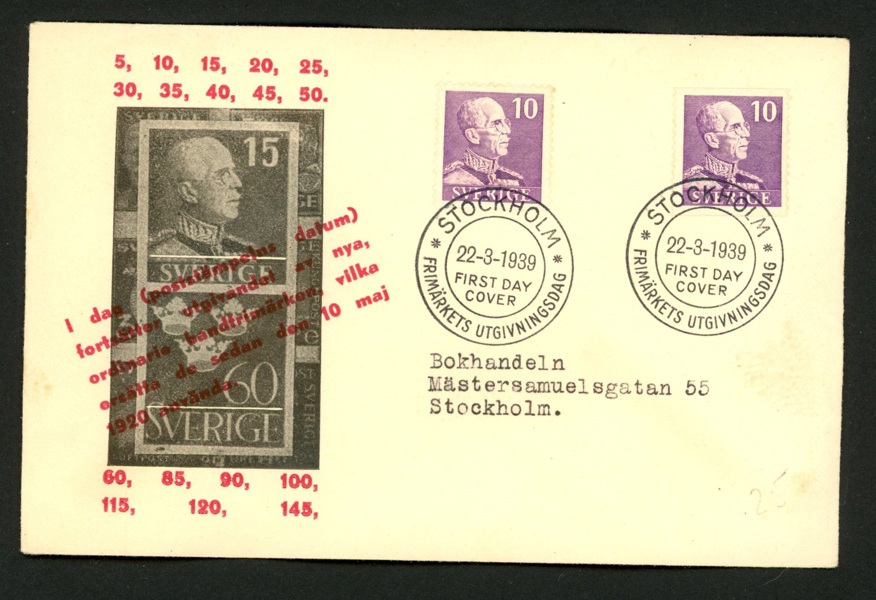 5, 10, 15, 20, 25,
30, 35, 40, 45, 50.
15
SVERIGE
60
SVERIGE
I dag (poststämpelns datum)
fortsätter utgivandet av nya,
ordinarie bandfrimärken, vilka
ersätta de sedan den 10 maj
1920 använda.
60, 85, 90, 100,
115, 120, 145,
10
SVERIGE
10
SVERIGE
STOCKHOLM
22-3-1939
FIRST DAY
COVER
FRIMÄRKETS UTGIVNINGSDAG
STOCKHOLM
22-3-1939
FIRST DAY
COVER
FRIMÄRKETS UTGIVNINGSDAG
Bokhandeln
Mästersamuelsgatan 55
Stockholm.
25